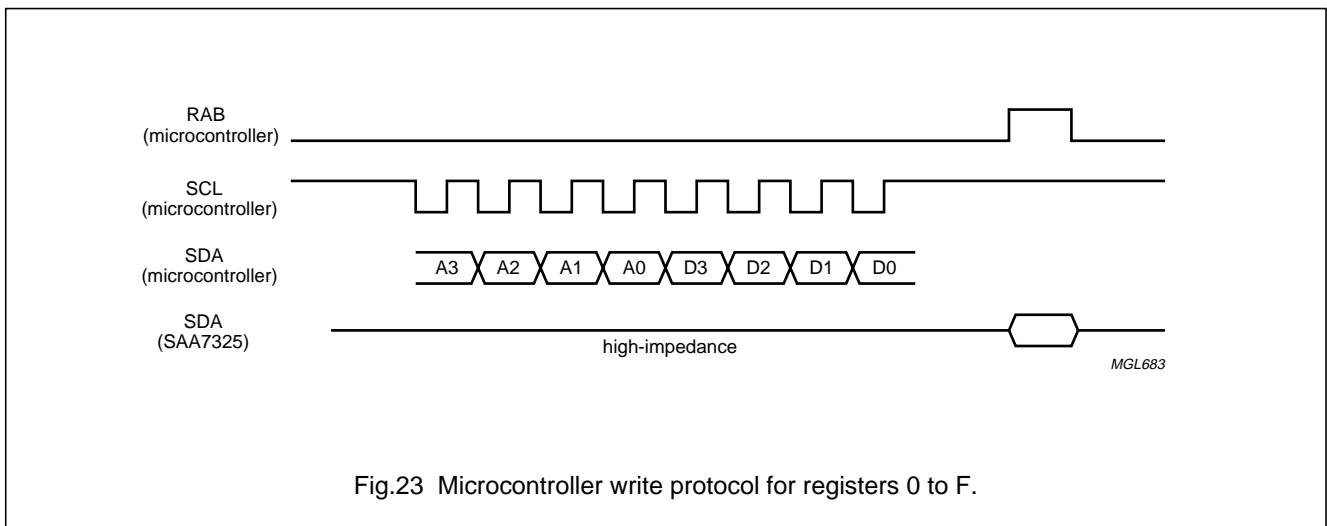 RAB
(microcontroller)
SCL
(microcontroller)
SDA
(microcontroller)
A3 A2 A1 A0 D3 D2 D1 D0
SDA
(SAA7325)
high-impedance
MGL683
Fig.23 Microcontroller write protocol for registers 0 to F.